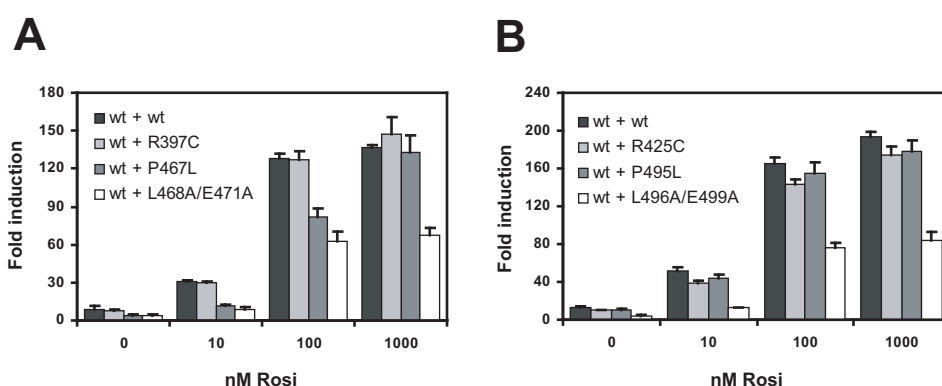 A
Fold induction
180
150
120
90
60
30
0
wt + wt
wt + R397C
wt + P467L
wt + L468A/E471A
0 10 100 1000
nM Rosi
B
Fold induction
240
200
160
120
80
40
0
wt + wt
wt + R425C
wt + P495L
wt + L496A/E499A
0 10 100 1000
nM Rosi